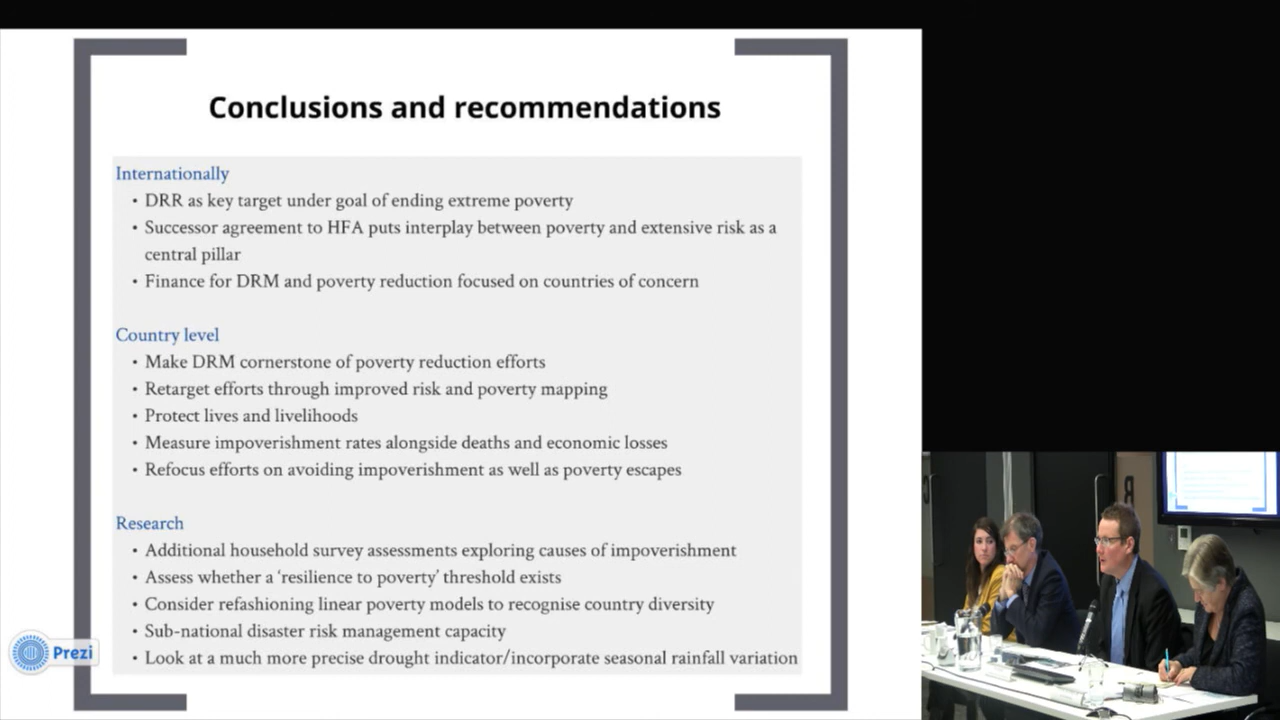 Conclusions and recommendations
Internationally
• DRR as key target under goal of ending extreme poverty
• Successor agreement to HFA puts interplay between poverty and extensive risk as a
central pillar
• Finance for DRM and poverty reduction focused on countries of concern
Country level
• Make DRM cornerstone of poverty reduction efforts
• Retarget efforts through improved risk and poverty mapping
• Protect lives and livelihoods
• Measure impoverishment rates alongside deaths and economic losses
• Refocus efforts on avoiding impoverishment as well as poverty escapes
Research
• Additional household survey assessments exploring causes of impoverishment
• Assess whether a ‘resilience to poverty’ threshold exists
• Consider refashioning linear poverty models to recognise country diversity
• Sub-national disaster risk management capacity
• Look at a much more precise drought indicator/incorporate seasonal rainfall variation
Prezi